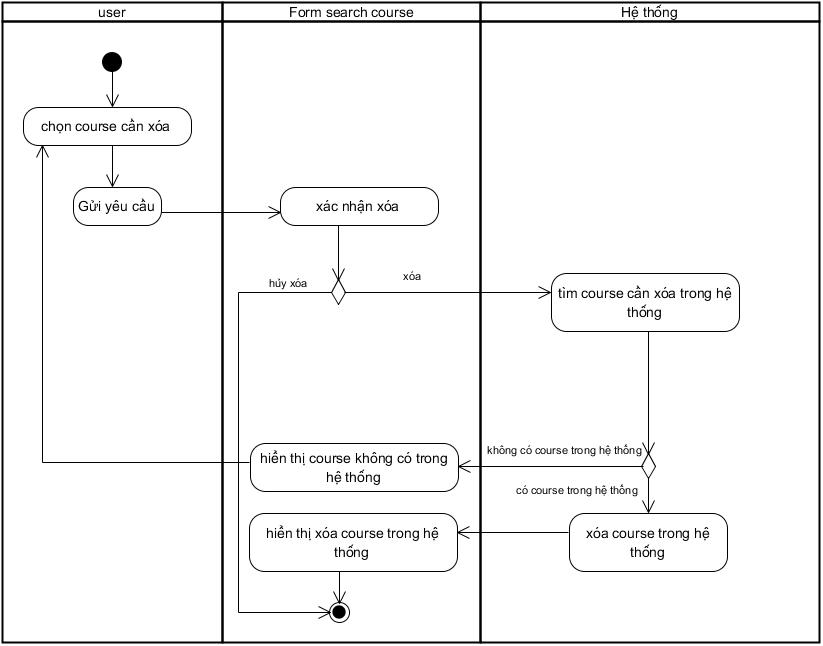 user
Form search course
Hệ thống
chọn course cần xóa
Gửi yêu cầu
xác nhận xóa
hủy xóa
xóa
tìm course cần xóa trong hệ
thống
không có course trong hệ thống
hiển thị course không có trong
hệ thống
có course trong hệ thống
hiển thị xóa course trong hệ
thống
xóa course trong hệ
thống